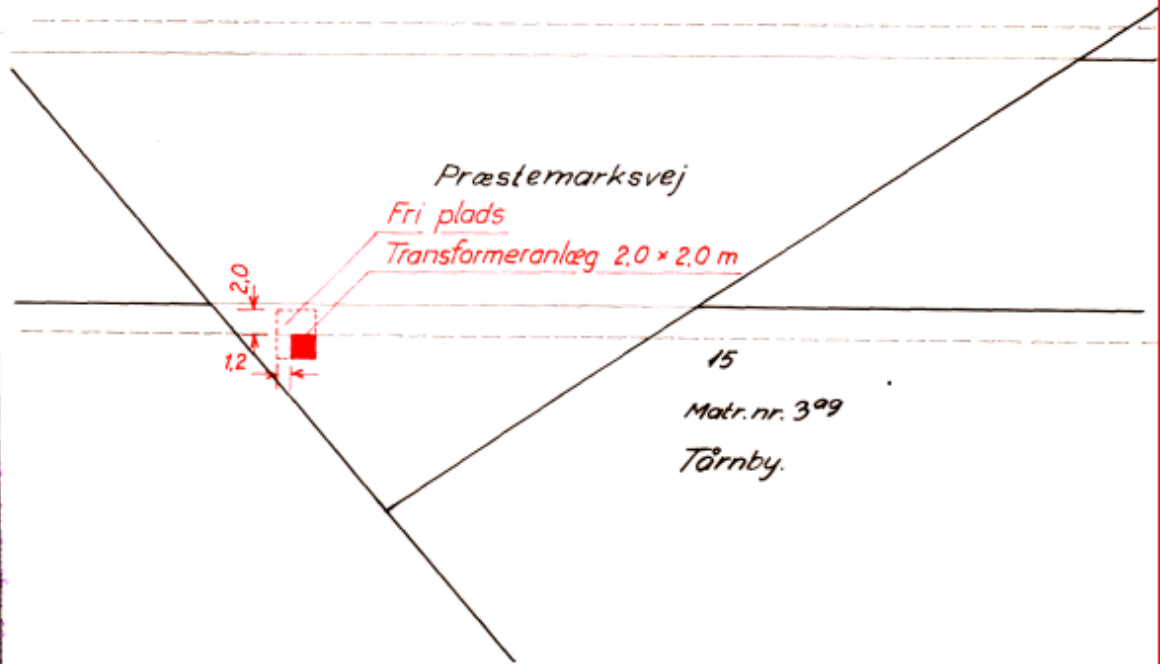 Præstemarksvej
Fri plads
Transformeranlæg 2,0 × 2,0 m
2,0
1,2
15
Matr. nr. 3ag
Tårnby.